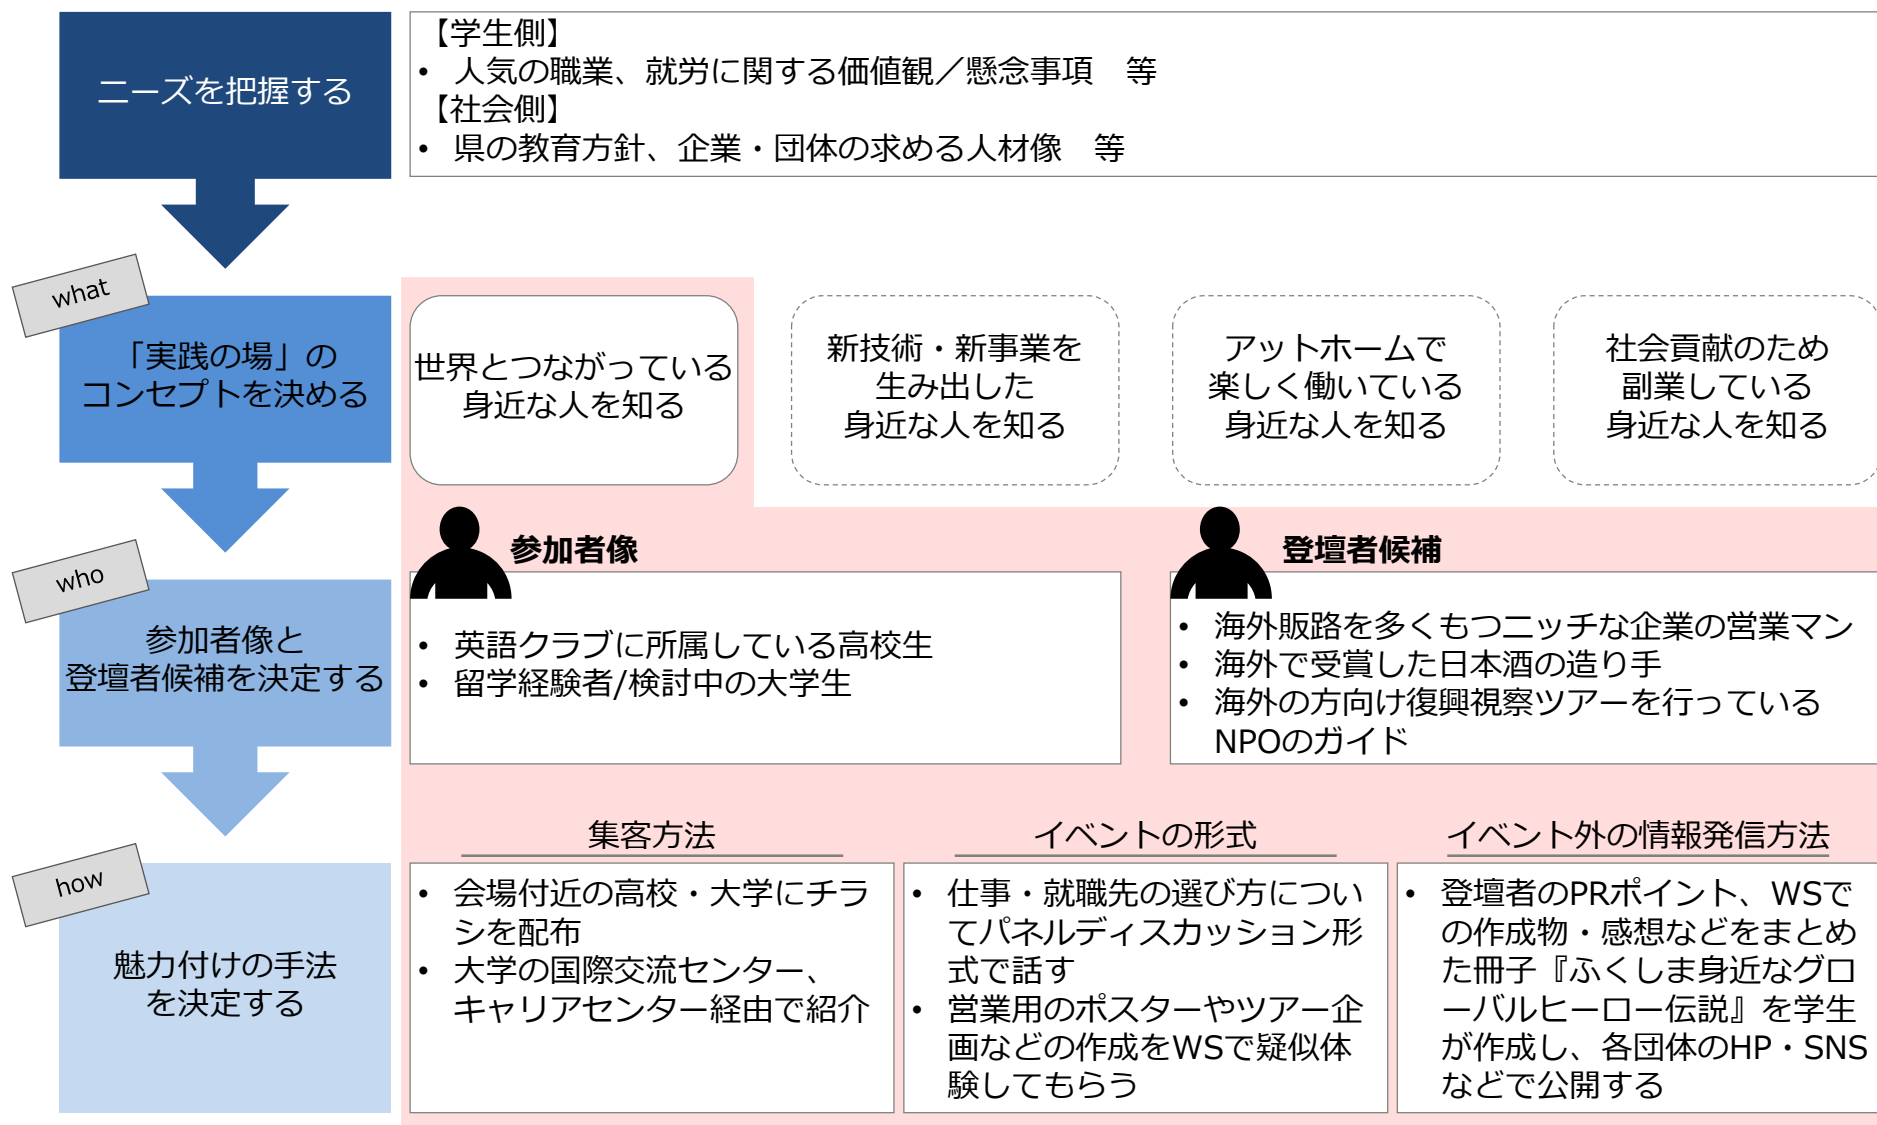 ニーズを把握する
【学生側】
• 人気の職業、就労に関する価値観／懸念事項　等
【社会側】
• 県の教育方針、企業・団体の求める人材像　等
what
「実践の場」の
コンセプトを決める
世界とつながっている
身近な人を知る
新技術・新事業を
生み出した
身近な人を知る
アットホームで
楽しく働いている
身近な人を知る
社会貢献のため
副業している
身近な人を知る
who
参加者像と
登壇者候補を決定する
参加者像
• 英語クラブに所属している高校生
• 留学経験者/検討中の大学生
登壇者候補
• 海外販路を多くもつニッチな企業の営業マン
• 海外で受賞した日本酒の造り手
• 海外の方向け復興視察ツアーを行っている
NPOのガイド
how
魅力付けの手法
を決定する
集客方法
• 会場付近の高校・大学にチラ
シを配布
• 大学の国際交流センター、
キャリアセンター経由で紹介
イベントの形式
• 仕事・就職先の選び方につい
てパネルディスカッション形
式で話す
• 営業用のポスターやツアー企
画などの作成をWSで疑似体
験してもらう
イベント外の情報発信方法
• 登壇者のPRポイント、WSで
の作成物・感想などをまとめ
た冊子『ふくしま身近なグロ
ーバルヒーロー伝説』を学生
が作成し、各団体のHP・SNS
などで公開する